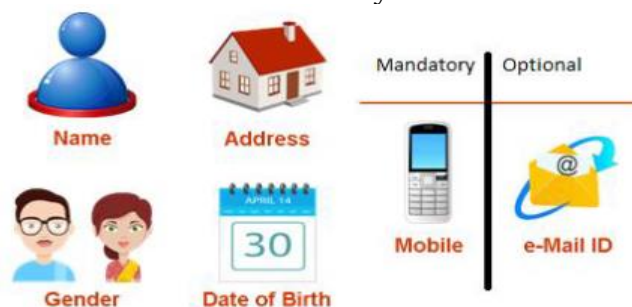 Name
Address
Gender
APRIL 14
30
Date of Birth
Mandatory
Optional
@
Mobile
e-Mail ID